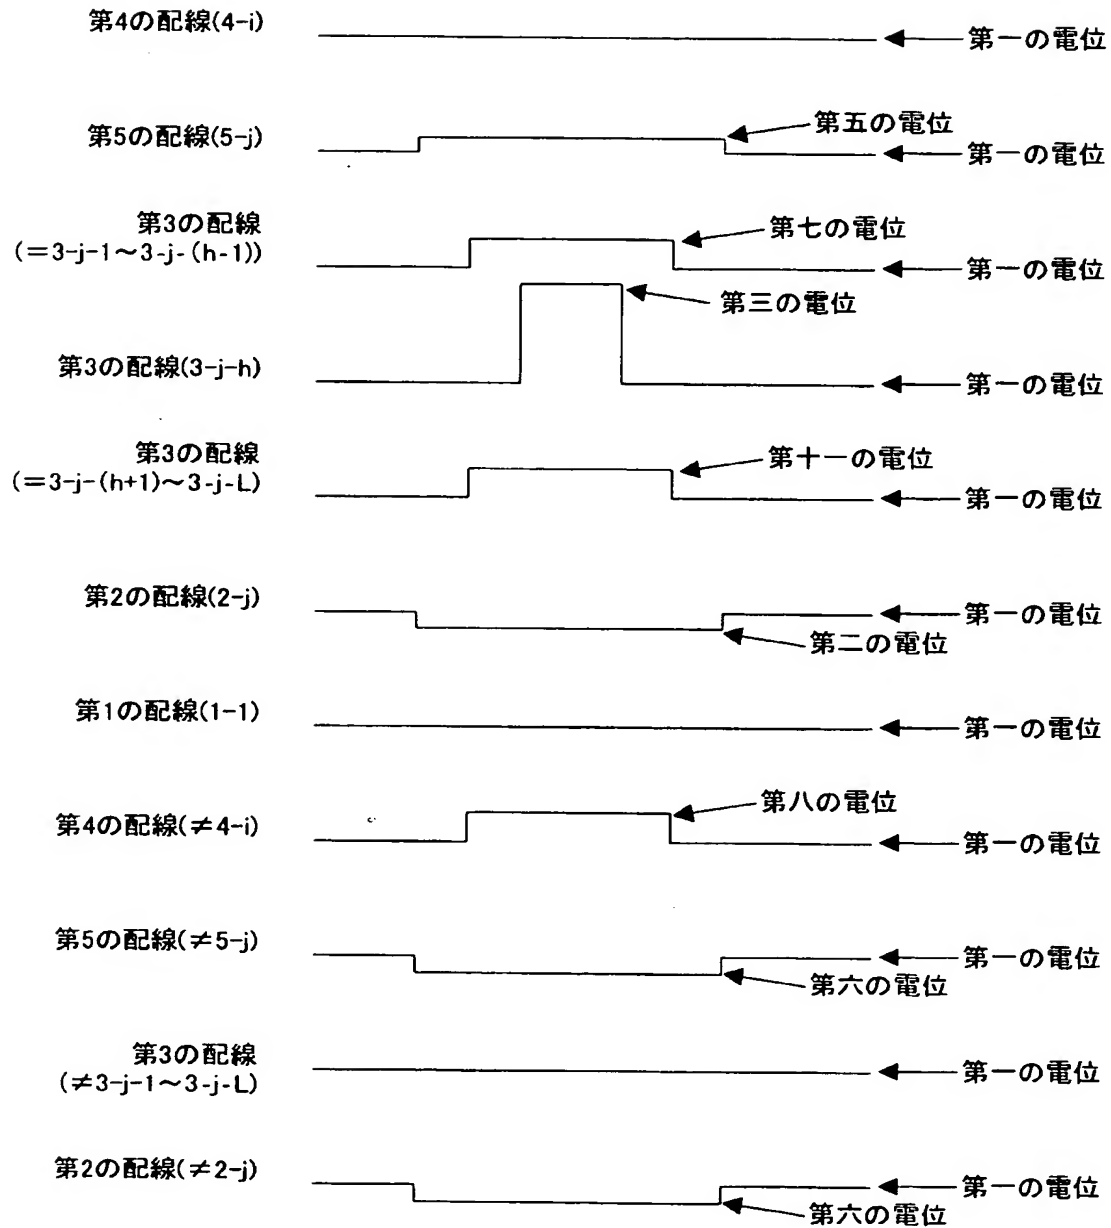 第4の配線(4-i)
第一の電位
第5の配線(5-j)
第五の電位
第一の電位
第3の配線
(=3-j-1~3-j-(h-1))
第七の電位
第一の電位
第三の電位
第3の配線(3-j-h)
第一の電位
第3の配線
(=3-j-(h+1)~3-j-L)
第十一の電位
第一の電位
第2の配線(2-j)
第一の電位
第二の電位
第1の配線(1-1)
第一の電位
第八の電位
第4の配線(≠4-i)
第一の電位
第5の配線(≠5-j)
第一の電位
第六の電位
第3の配線
(≠3-j-1~3-j-L)
第一の電位
第2の配線(≠2-j)
第一の電位
第六の電位